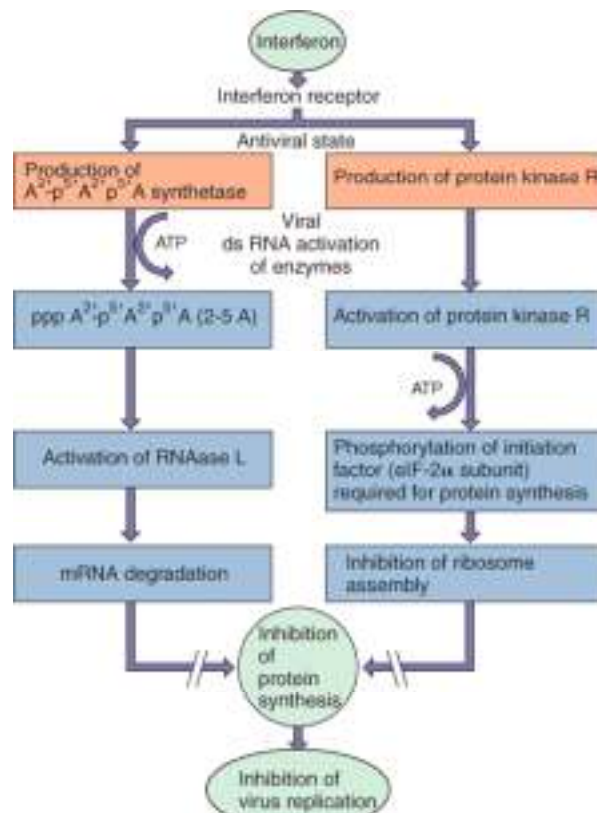 Interferon
Interferon receptor
Antiviral state
Production of
A²'-p⁵'A²'p⁵'A synthetase
Production of protein kinase R
ATP
Viral
ds RNA activation
of enzymes
ppp A²'-p⁵'A²'p⁵'A (2-5 A)
Activation of protein kinase R
ATP
Activation of RNAase L
Phosphorylation of initiation
factor (eIF-2α subunit)
required for protein synthesis
mRNA degradation
Inhibition of ribosome
assembly
Inhibition
of
protein
synthesis
Inhibition of
virus replication